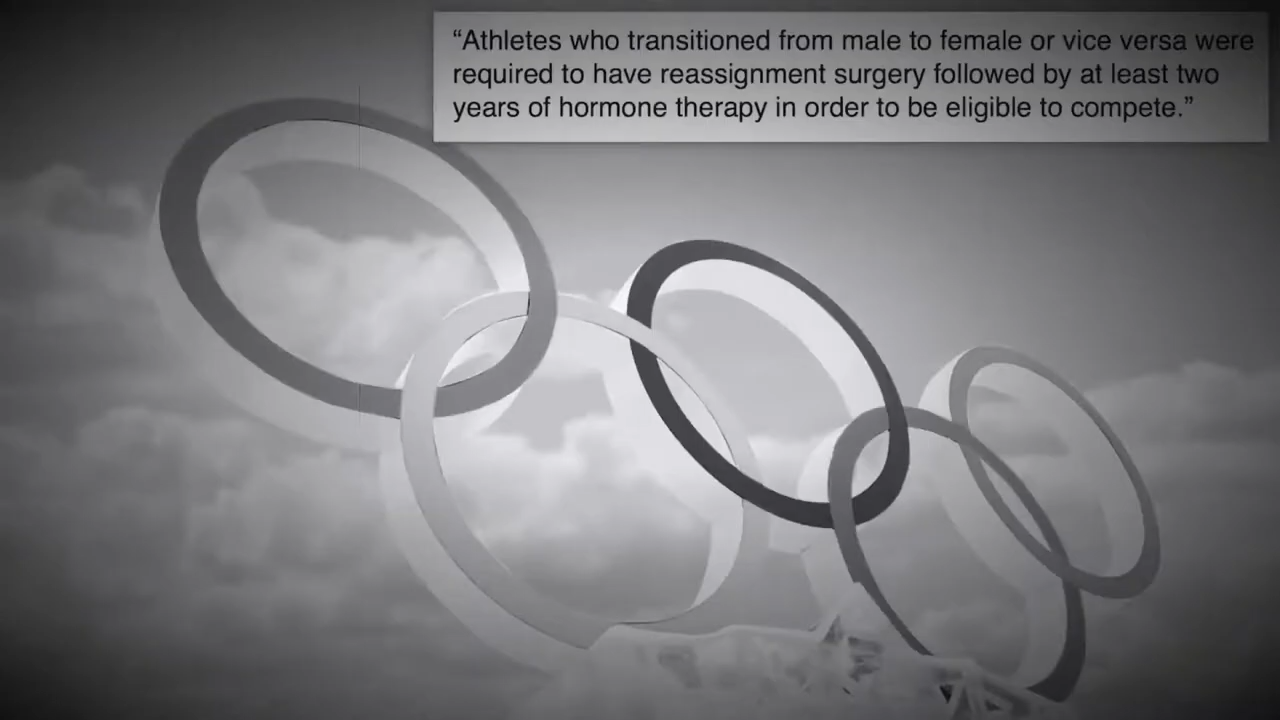 “Athletes who transitioned from male to female or vice versa were
required to have reassignment surgery followed by at least two
years of hormone therapy in order to be eligible to compete.”